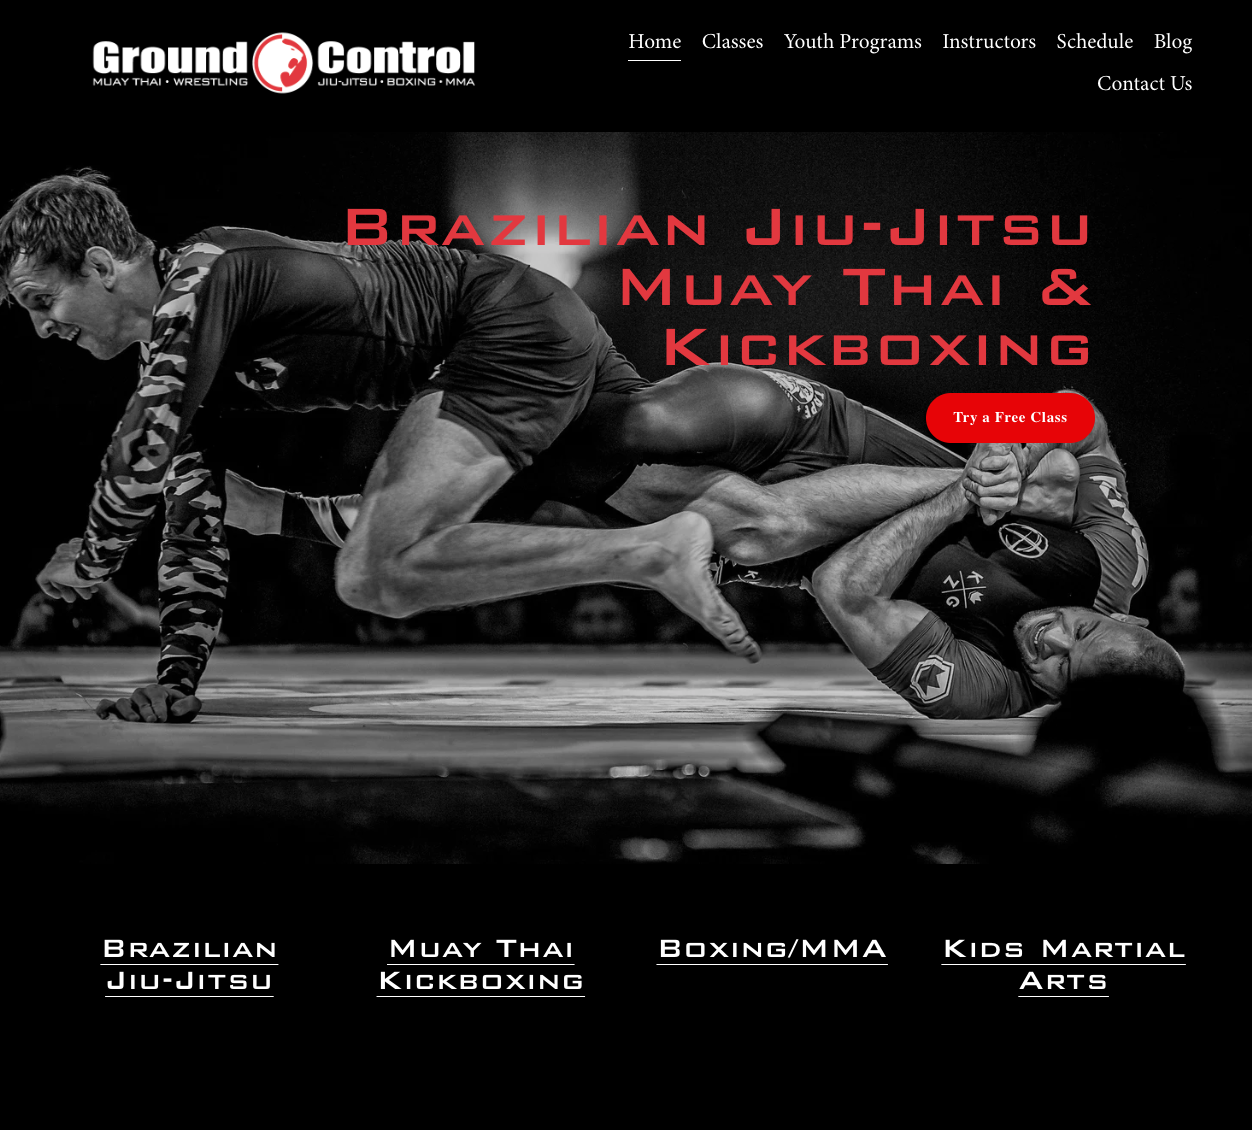 Ground Control
MUAY THAI • WRESTLING JIU-JITSU • BOXING • MMA
Home Classes Youth Programs Instructors Schedule Blog
Contact Us
Brazilian Jiu-Jitsu
Muay Thai &
Kickboxing
Try a Free Class
Brazilian
Jiu-Jitsu
Muay Thai
Kickboxing
Boxing/MMA
Kids Martial
Arts